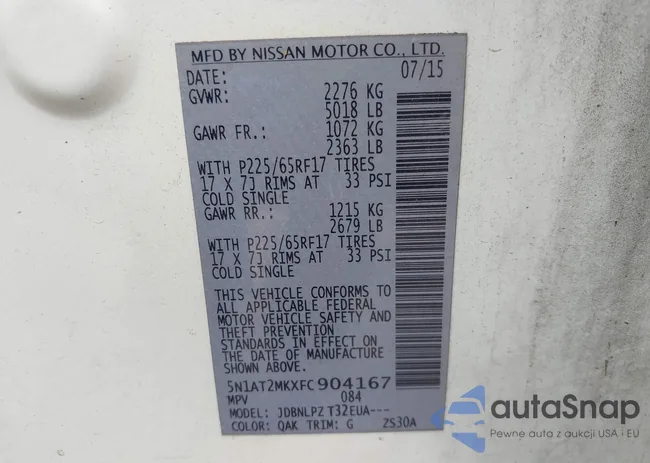 MFD BY NISSAN MOTOR CO., LTD.
DATE: 07/15
GVWR: 2276 KG
5018 LB
GAWR FR.: 1072 KG
2363 LB
WITH P225/65RF17 TIRES
17 X 7J RIMS AT 33 PSI
COLD SINGLE
GAWR RR.: 1215 KG
2679 LB
WITH P225/65RF17 TIRES
17 X 7J RIMS AT 33 PSI
COLD SINGLE
THIS VEHICLE CONFORMS TO
ALL APPLICABLE FEDERAL
MOTOR VEHICLE SAFETY AND
THEFT PREVENTION
STANDARDS IN EFFECT ON
THE DATE OF MANUFACTURE
SHOWN ABOVE.
5N1AT2MKXFC904167
MPV 084
MODEL: JDBNLPZ T32EUA---
COLOR: QAK TRIM: G ZS30A
autoSnap
Pewne auta z aukcji USA i EU